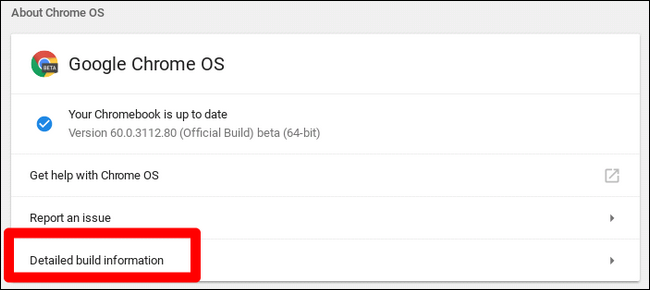 About Chrome OS
BETA
Google Chrome OS
Your Chromebook is up to date
Version 60.0.3112.80 (Official Build) beta (64-bit)
Get help with Chrome OS
Report an issue
Detailed build information